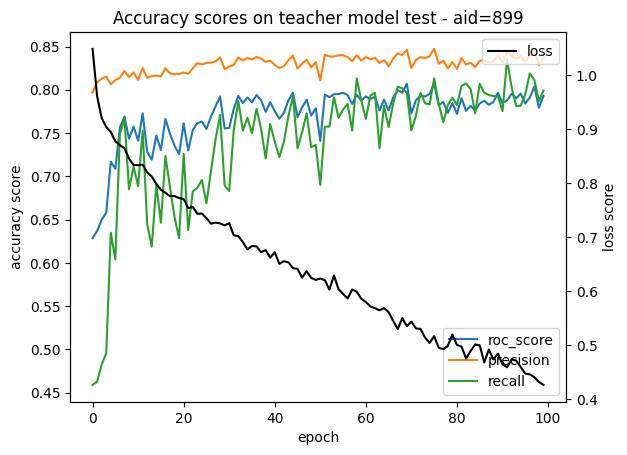 Accuracy scores on teacher model test - aid=899
accuracy score
0.85
0.80
0.75
0.70
0.65
0.60
0.55
0.50
0.45
loss
1.0
0.9
0.8
0.7
0.6
0.5
0.4
loss score
roc_score
precision
recall
0
20
40
60
80
100
epoch